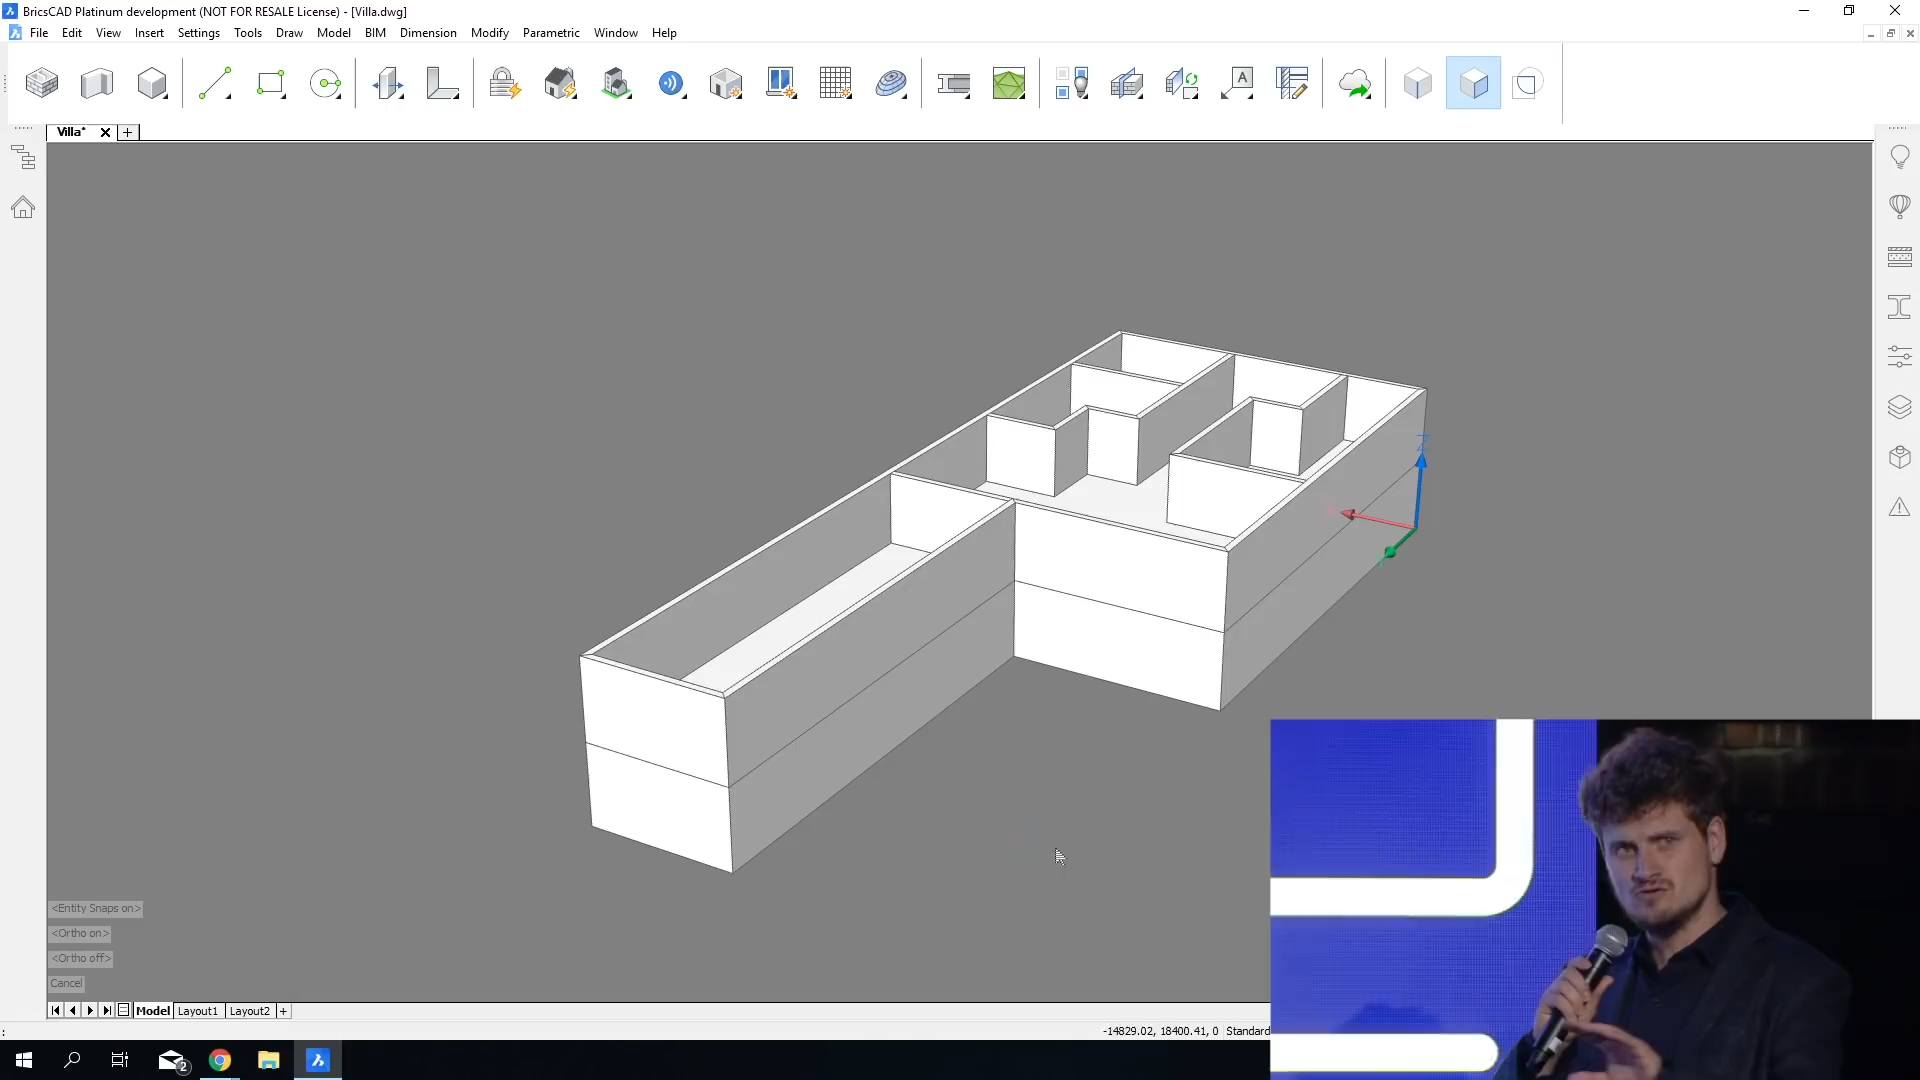 BricsCAD Platinum development (NOT FOR RESALE License) - [Villa.dwg]
File Edit View Insert Settings Tools Draw Model BIM Dimension Modify Parametric Window Help
A
Villa*
Z
<Entity Snaps on>
<Ortho on>
<Ortho off>
Cancel
Model Layout1 Layout2 +
: -14829.02, 18400.41, 0 Standard
2